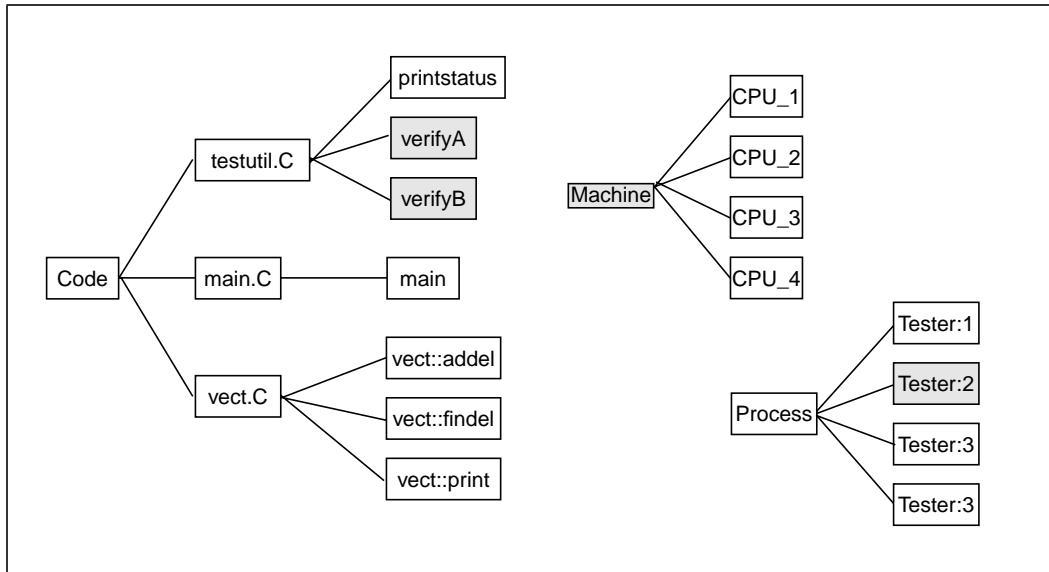 Code
testutil.C
printstatus
verifyA
verifyB
main.C
main
vect.C
vect::addel
vect::findel
vect::print
Machine
CPU_1
CPU_2
CPU_3
CPU_4
Process
Tester:1
Tester:2
Tester:3
Tester:3